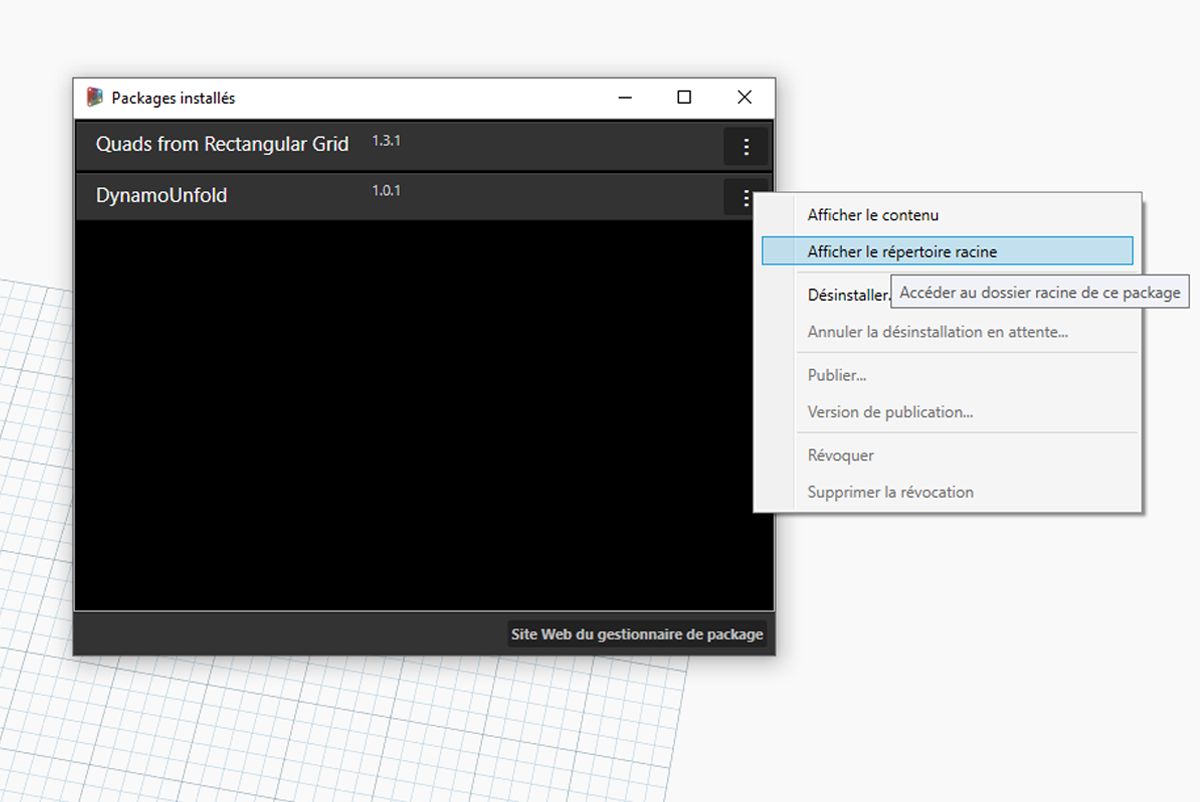 Packages installés
Quads from Rectangular Grid 1.3.1
DynamoUnfold 1.0.1
Afficher le contenu
Afficher le répertoire racine
Désinstaller.
Accéder au dossier racine de ce package
Annuler la désinstallation en attente...
Publier...
Version de publication...
Révoquer
Supprimer la révocation
Site Web du gestionnaire de package